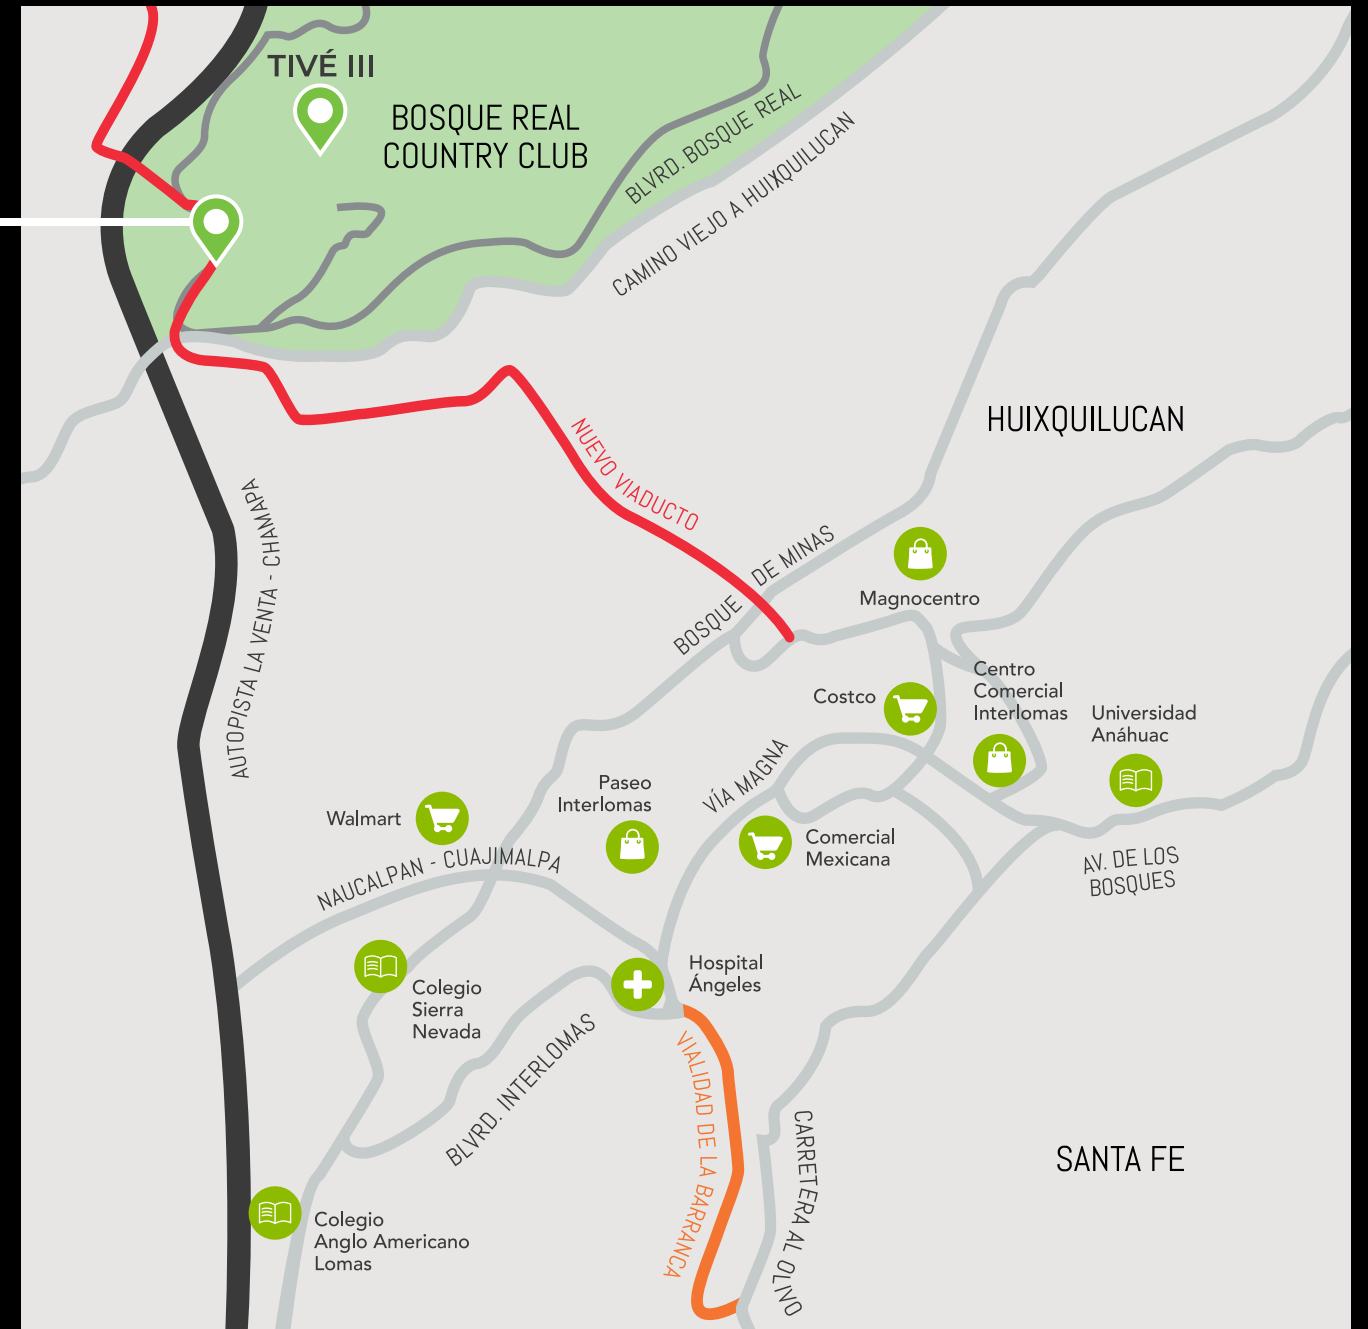 TIVÉ III
BOSQUE REAL
COUNTRY CLUB
BLVRD. BOSQUE REAL
CAMINO VIEJO A HUIXQUILUCAN
HUIXQUILUCAN
NUEVO VIADUCTO
AUTOPISTA LA VENTA - CHAMAPA
BOSQUE DE MINAS
Magnocentro
Costco
Centro
Comercial
Interlomas
Universidad
Anáhuac
VÍA MAGNA
Paseo
Interlomas
Walmart
Comercial
Mexicana
NAUCALPAN - CUAJIMALPA
AV. DE LOS
BOSQUES
Hospital
Ángeles
Colegio
Sierra
Nevada
BLVRD. INTERLOMAS
VIALIDAD DE LA BARRANCA
CARRETERA AL OLIVO
SANTA FE
Colegio
Anglo Americano
Lomas